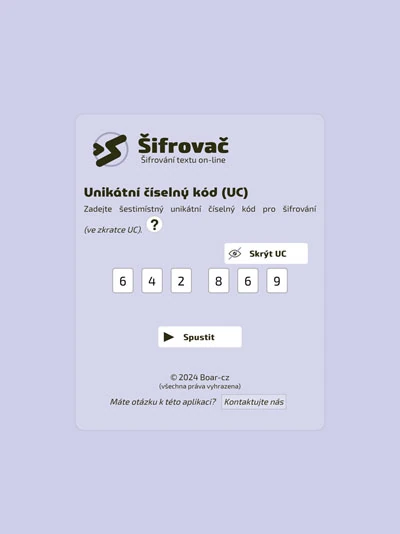 Šifrovač
Šifrování textu on-line
Unikátní číselný kód (UC)
Zadejte šestimístný unikátní číselný kód pro šifrování
(ve zkratce UC). ?
Skrýt UC
6 4 2 8 6 9
Spustit
© 2024 Boar-cz
(všechna práva vyhrazena)
Máte otázku k této aplikaci? Kontaktujte nás